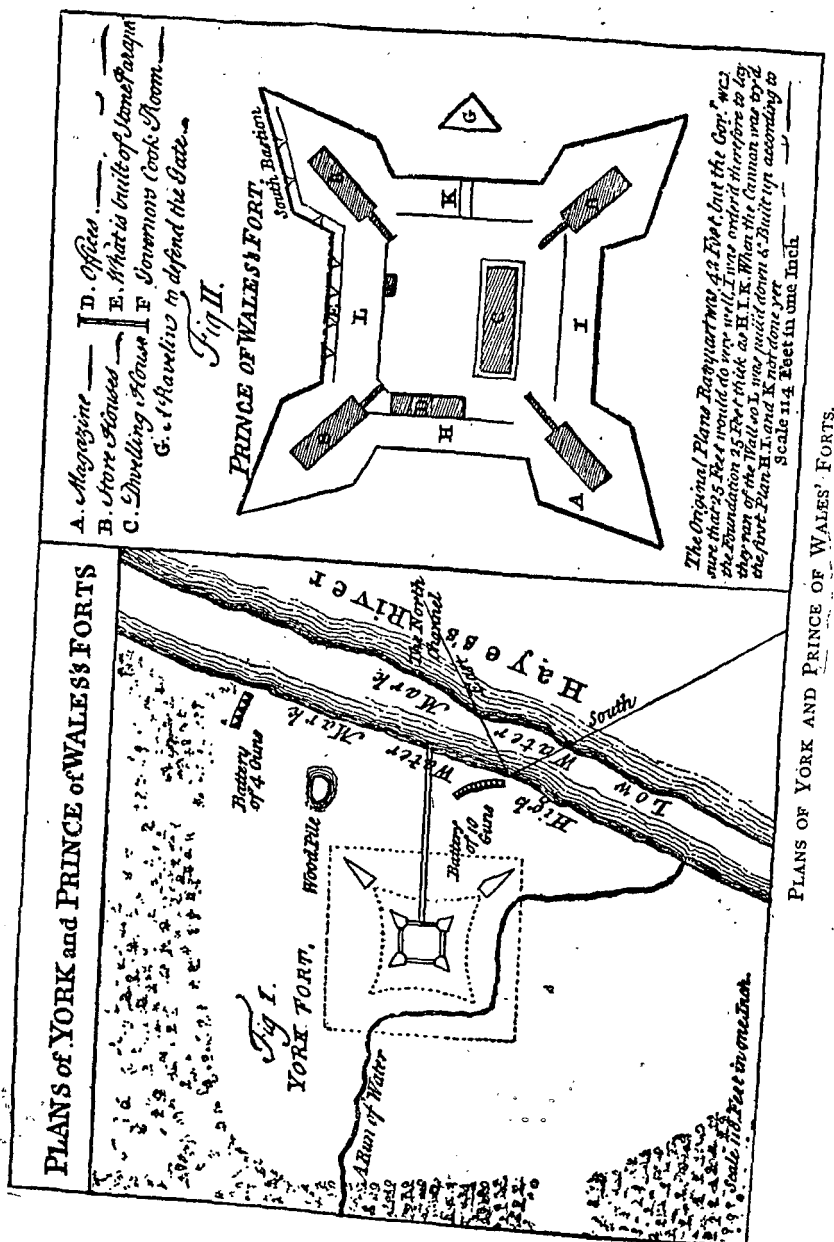 PLANS of YORK and PRINCE of WALES's FORTS
Fig I.
YORK FORT.
A Run of Water
Wood Pile
Battery
of 4 Guns
Battery
of 10
Guns
High Water Mark
Low Water Mark
Hayes's River
The North
Channel
East
South
Scale 110 Feet in one Inch.
A. Magazine
B. Store Houses
C. Dwelling House
D. Offices
E. What is built of Stone Parapit
F Governors Cook Room
G. A Ravelin to defend the Gate
Fig II.
PRINCE OF WALES's FORT.
South Bastion
A
B
B
C
D
E
G
H
I
K
L
The Original Plans Rampart was 42 Feet, but the Gov.r was
sure that 25 Feet would do very well, I was order'd therefore to lay
the Foundation 25 Feet thick as H I K. When the Cannan was try'd
they ran of the Wall so L was pull'd down & Built up according to
the first Plan H I. and K not done yet
Scale 114 Feet in one Inch
PLANS OF YORK AND PRINCE OF WALES' FORTS.